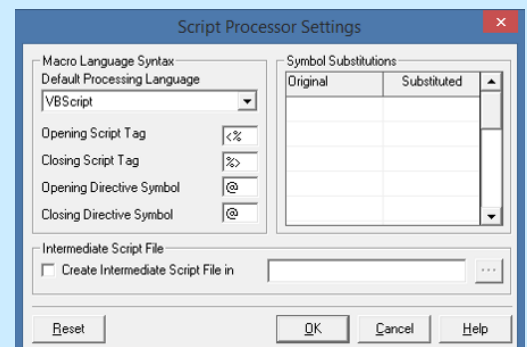 Script Processor Settings
Macro Language Syntax
Default Processing Language
VBScript
Opening Script Tag <%
Closing Script Tag %>
Opening Directive Symbol @
Closing Directive Symbol @
Symbol Substitutions
Original Substituted
Intermediate Script File
Create Intermediate Script File in ...
Reset OK Cancel Help